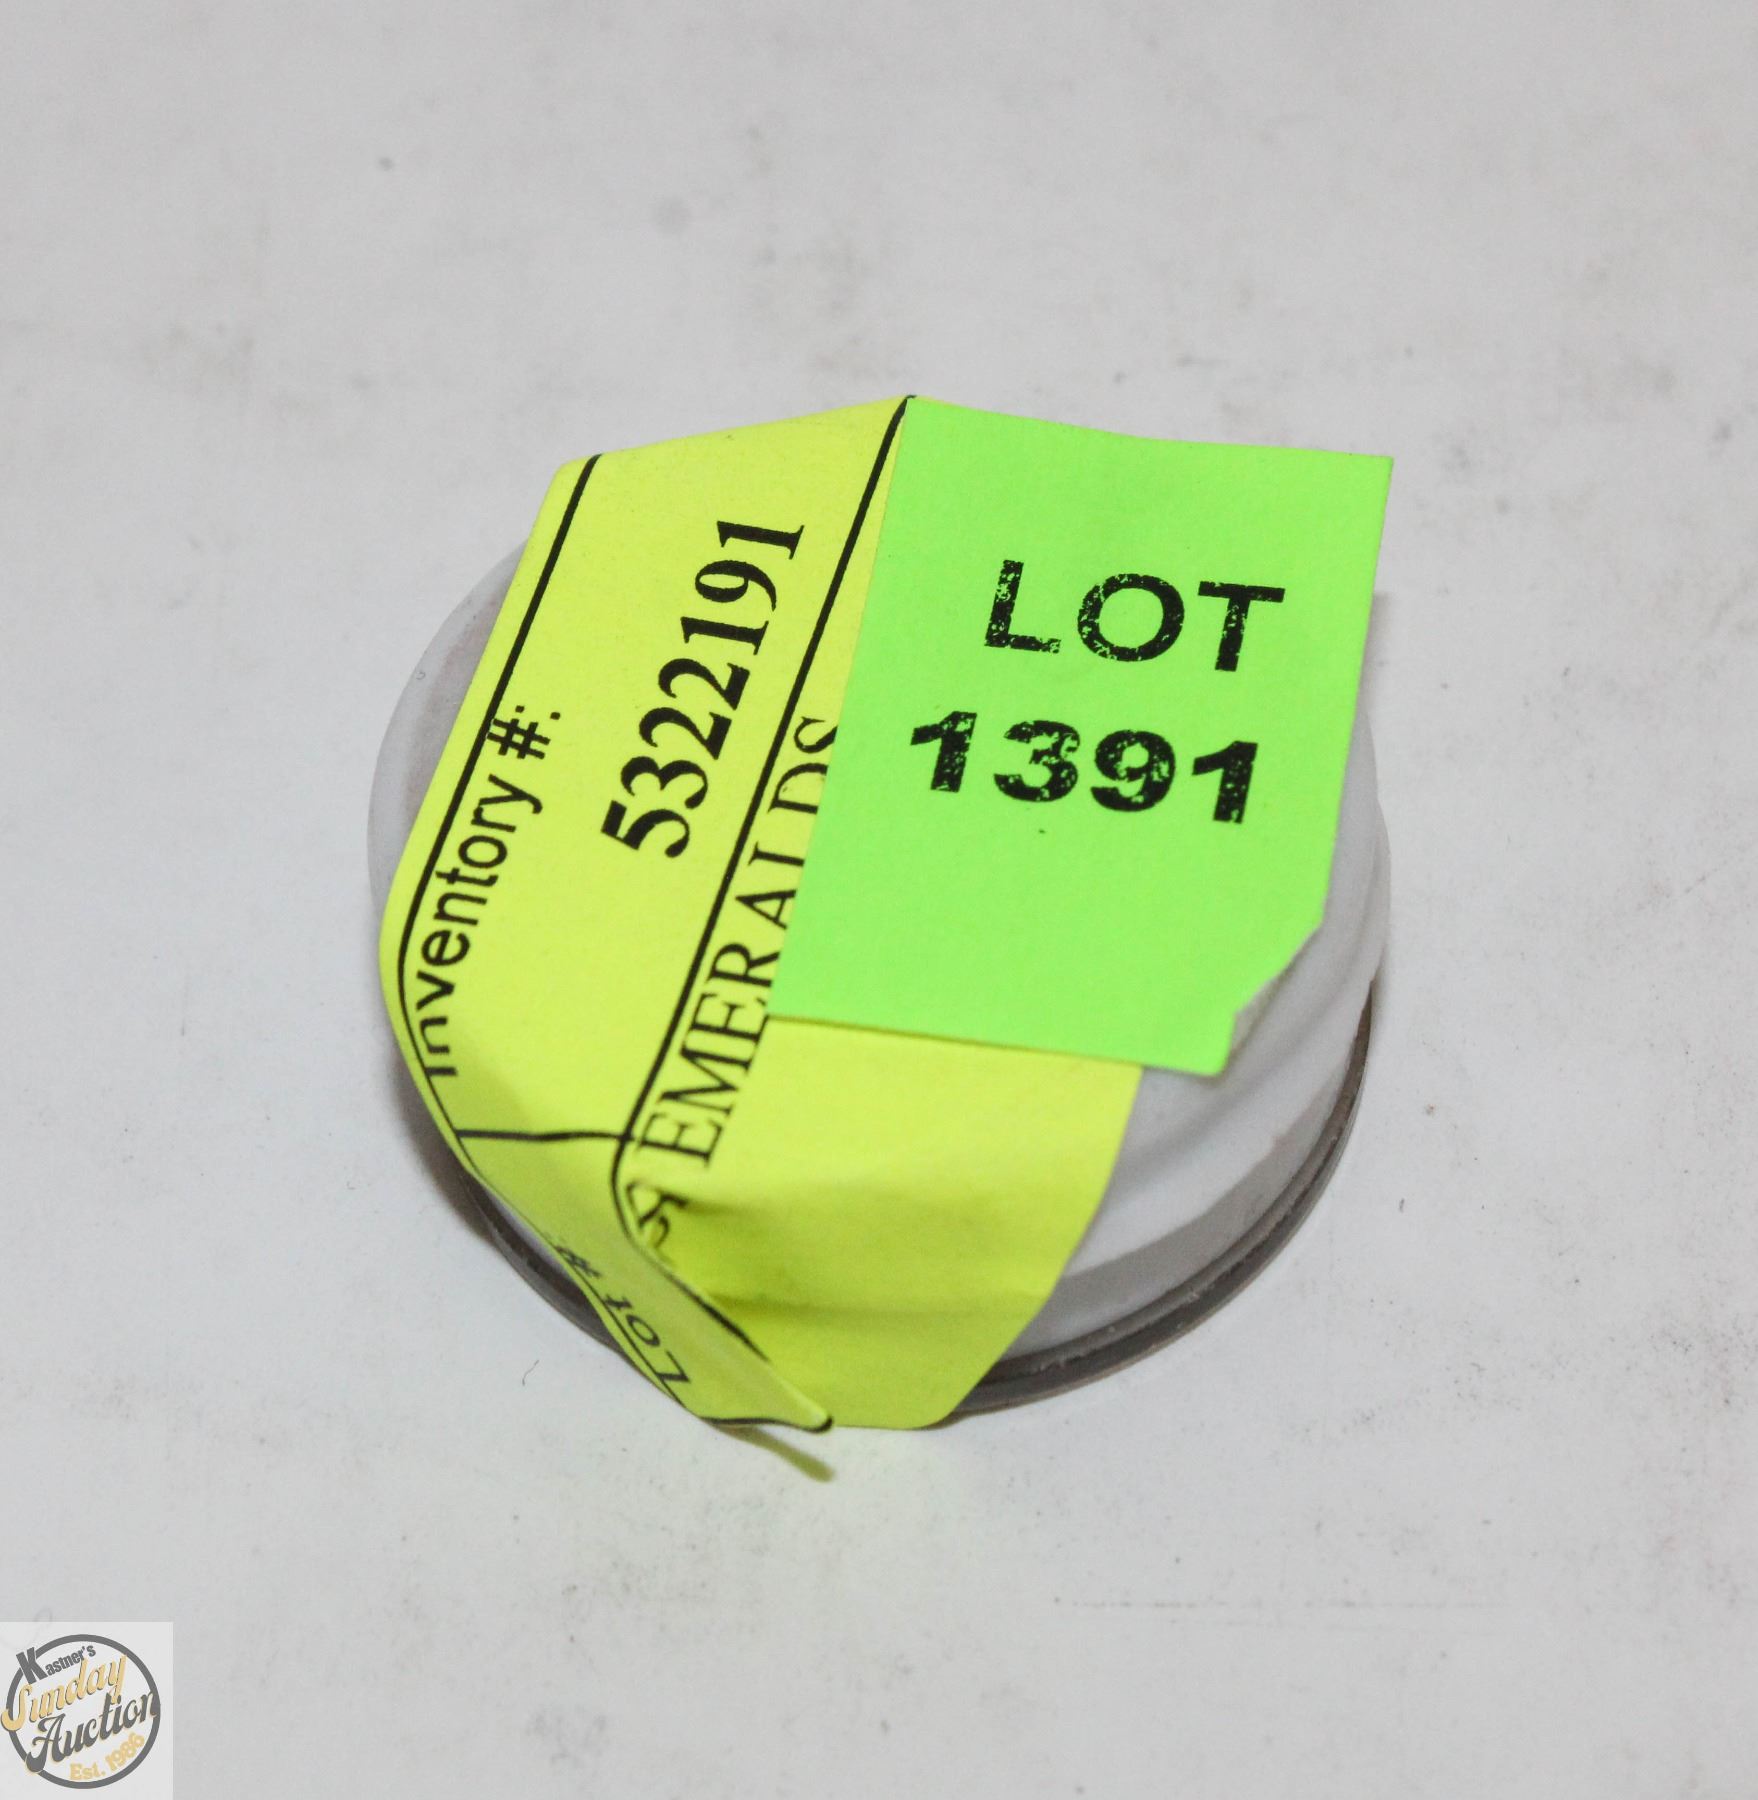 LOT
1391
Inventory #:
5322191
EMERALDS
Lot #
Kastner's
Sunday
Auction
Est. 1986